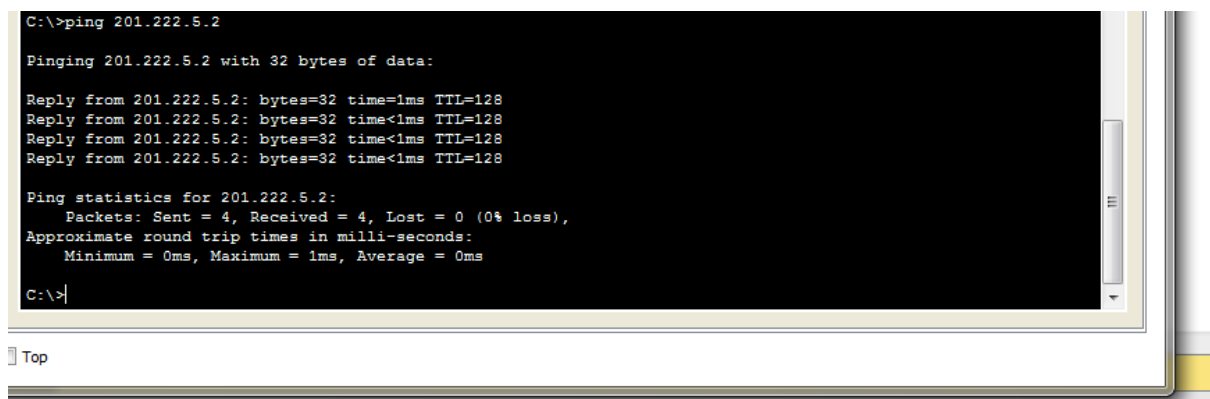 C:\>ping 201.222.5.2
Pinging 201.222.5.2 with 32 bytes of data:
Reply from 201.222.5.2: bytes=32 time=1ms TTL=128
Reply from 201.222.5.2: bytes=32 time<1ms TTL=128
Reply from 201.222.5.2: bytes=32 time<1ms TTL=128
Reply from 201.222.5.2: bytes=32 time<1ms TTL=128
Ping statistics for 201.222.5.2:
    Packets: Sent = 4, Received = 4, Lost = 0 (0% loss),
Approximate round trip times in milli-seconds:
    Minimum = 0ms, Maximum = 1ms, Average = 0ms
C:\>
Top